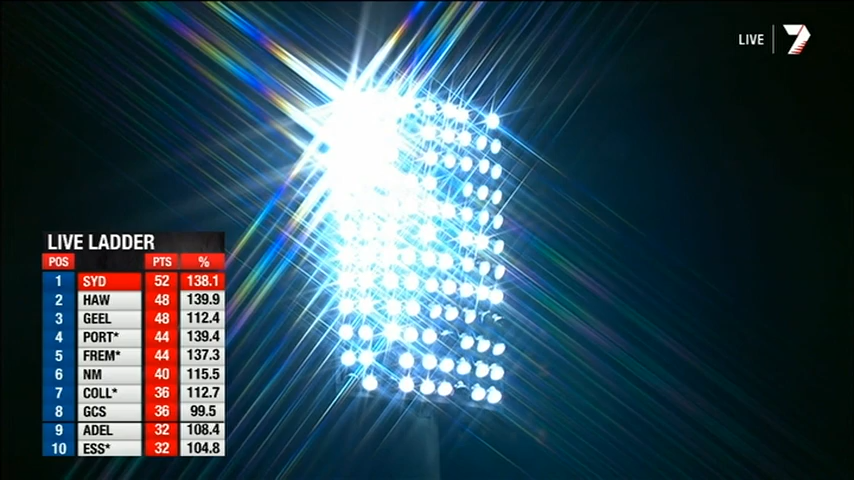 LIVE 7
LIVE LADDER
POS PTS %
1 SYD 52 138.1
2 HAW 48 139.9
3 GEEL 48 112.4
4 PORT* 44 139.4
5 FREM* 44 137.3
6 NM 40 115.5
7 COLL* 36 112.7
8 GCS 36 99.5
9 ADEL 32 108.4
10 ESS* 32 104.8